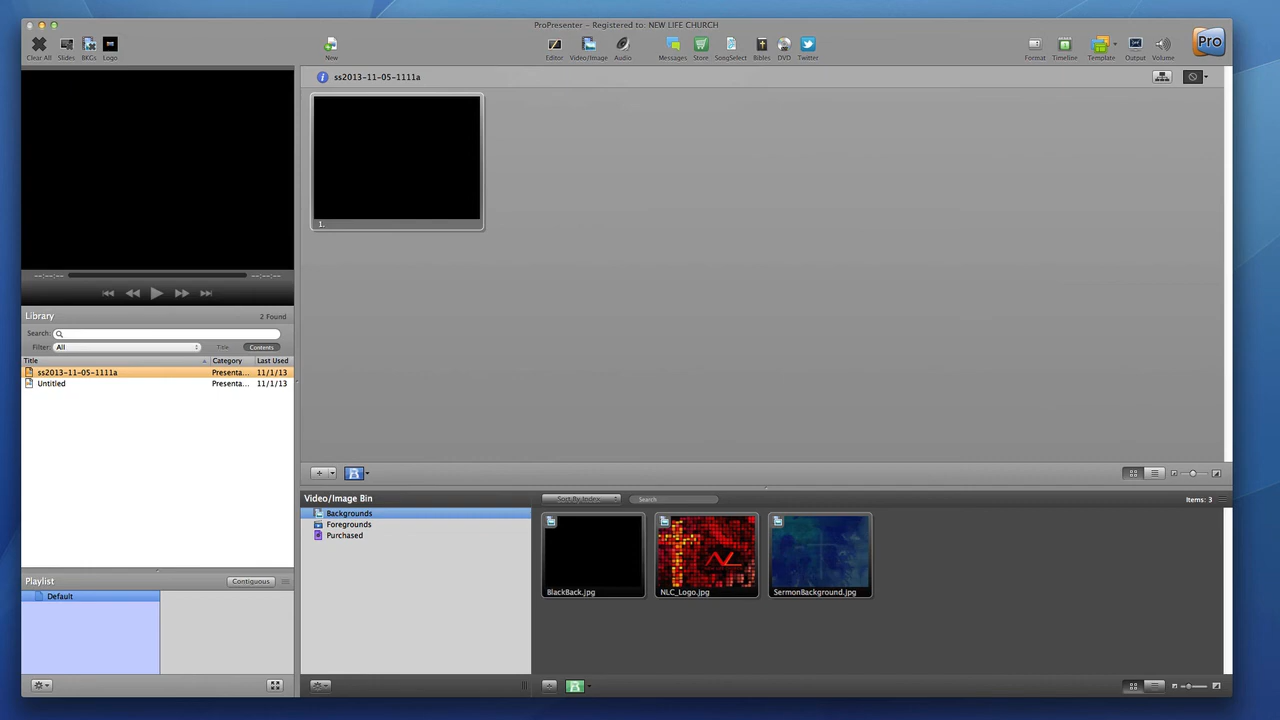 ProPresenter – Registered to: NEW LIFE CHURCH
Clear All Slides BKGs Logo New Editor Video/Image Audio Messages Store SongSelect Bibles DVD Twitter Format Timeline Template Output Volume
Pro
ss2013-11-05-1111a
1.
--:--:-- --:--:--
Library 2 Found
Search:
Filter: All Title Contents
Title Category Last Used
ss2013-11-05-1111a Presenta... 11/1/13
Untitled Presenta... 11/1/13
Video/Image Bin Sort By Index Search Items: 3
Backgrounds
Foregrounds
Purchased
BlackBack.jpg NLC_Logo.jpg SermonBackground.jpg
Playlist Contiguous
Default